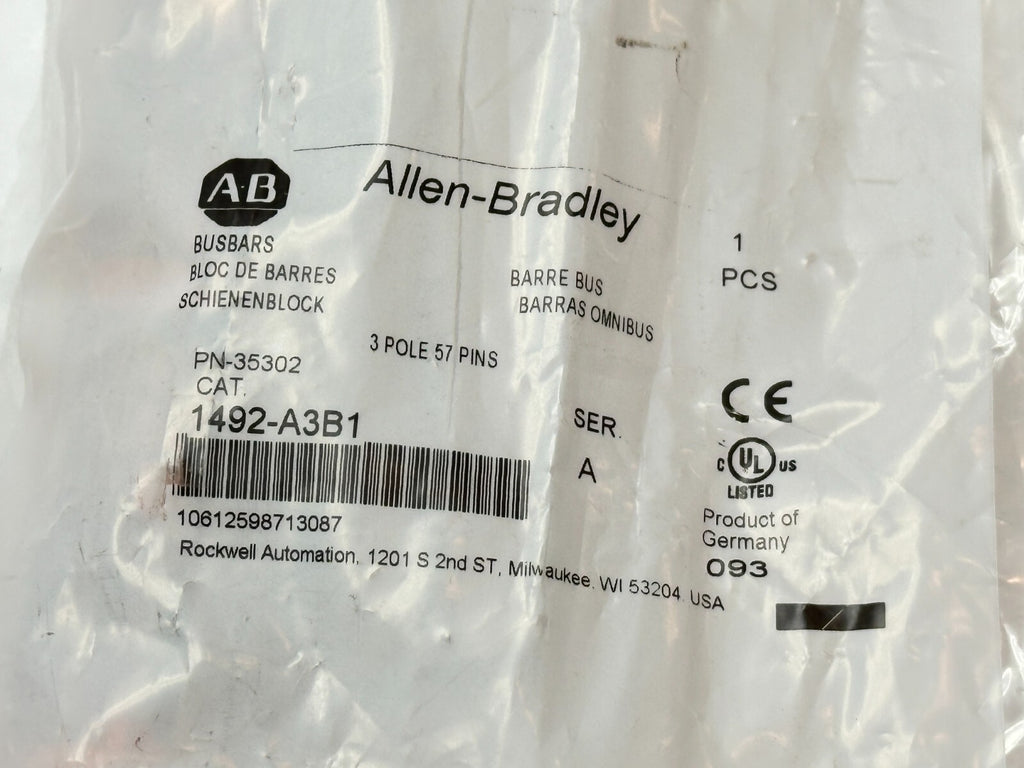 A·B
Allen-Bradley
BUSBARS
BLOC DE BARRES
SCHIENENBLOCK
BARRE BUS
BARRAS OMNIBUS
1
PCS
3 POLE 57 PINS
PN-35302
CAT.
1492-A3B1
SER.
A
CE
C UL US
LISTED
10612598713087
Product of
Germany
093
Rockwell Automation, 1201 S 2nd ST, Milwaukee, WI 53204. USA